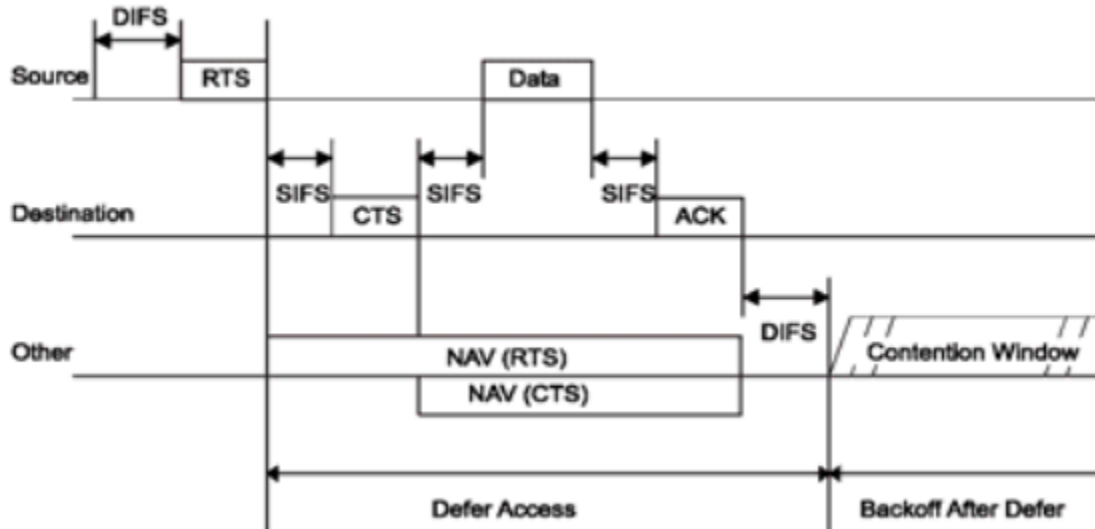 DIFS
Source
RTS
Data
SIFS
SIFS
SIFS
Destination
CTS
ACK
DIFS
Other
NAV (RTS)
Contention Window
NAV (CTS)
Defer Access
Backoff After Defer